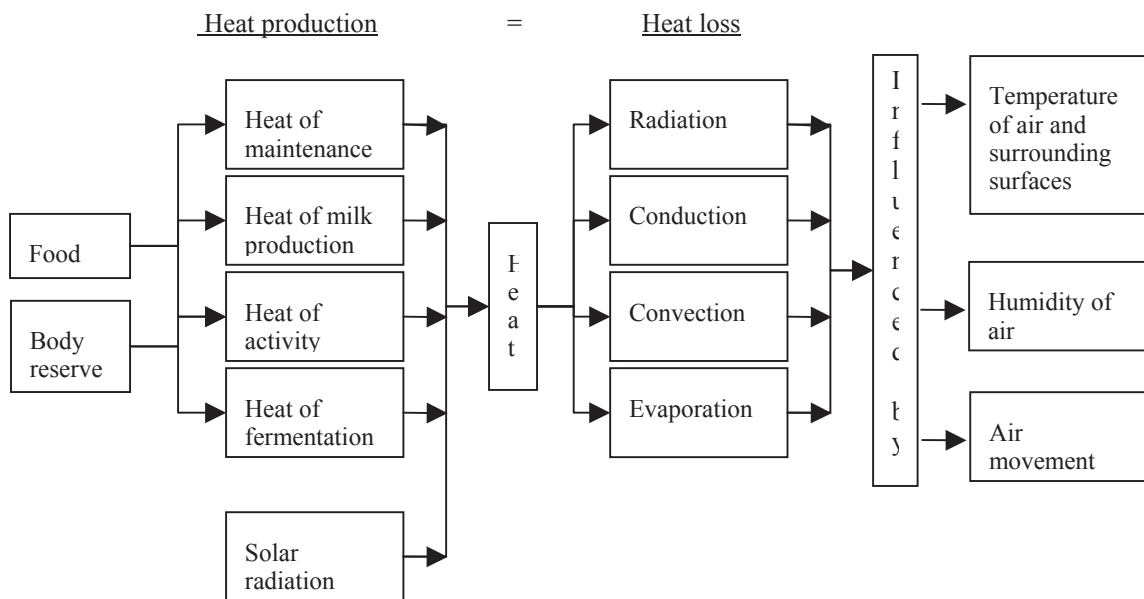 Heat production = Heat loss
Food
Body
reserve
Heat of
maintenance
Heat of milk
production
Heat of
activity
Heat of
fermentation
Solar
radiation
Heat
Radiation
Conduction
Convection
Evaporation
Influenced by
Temperature
of air and
surrounding
surfaces
Humidity of
air
Air
movement